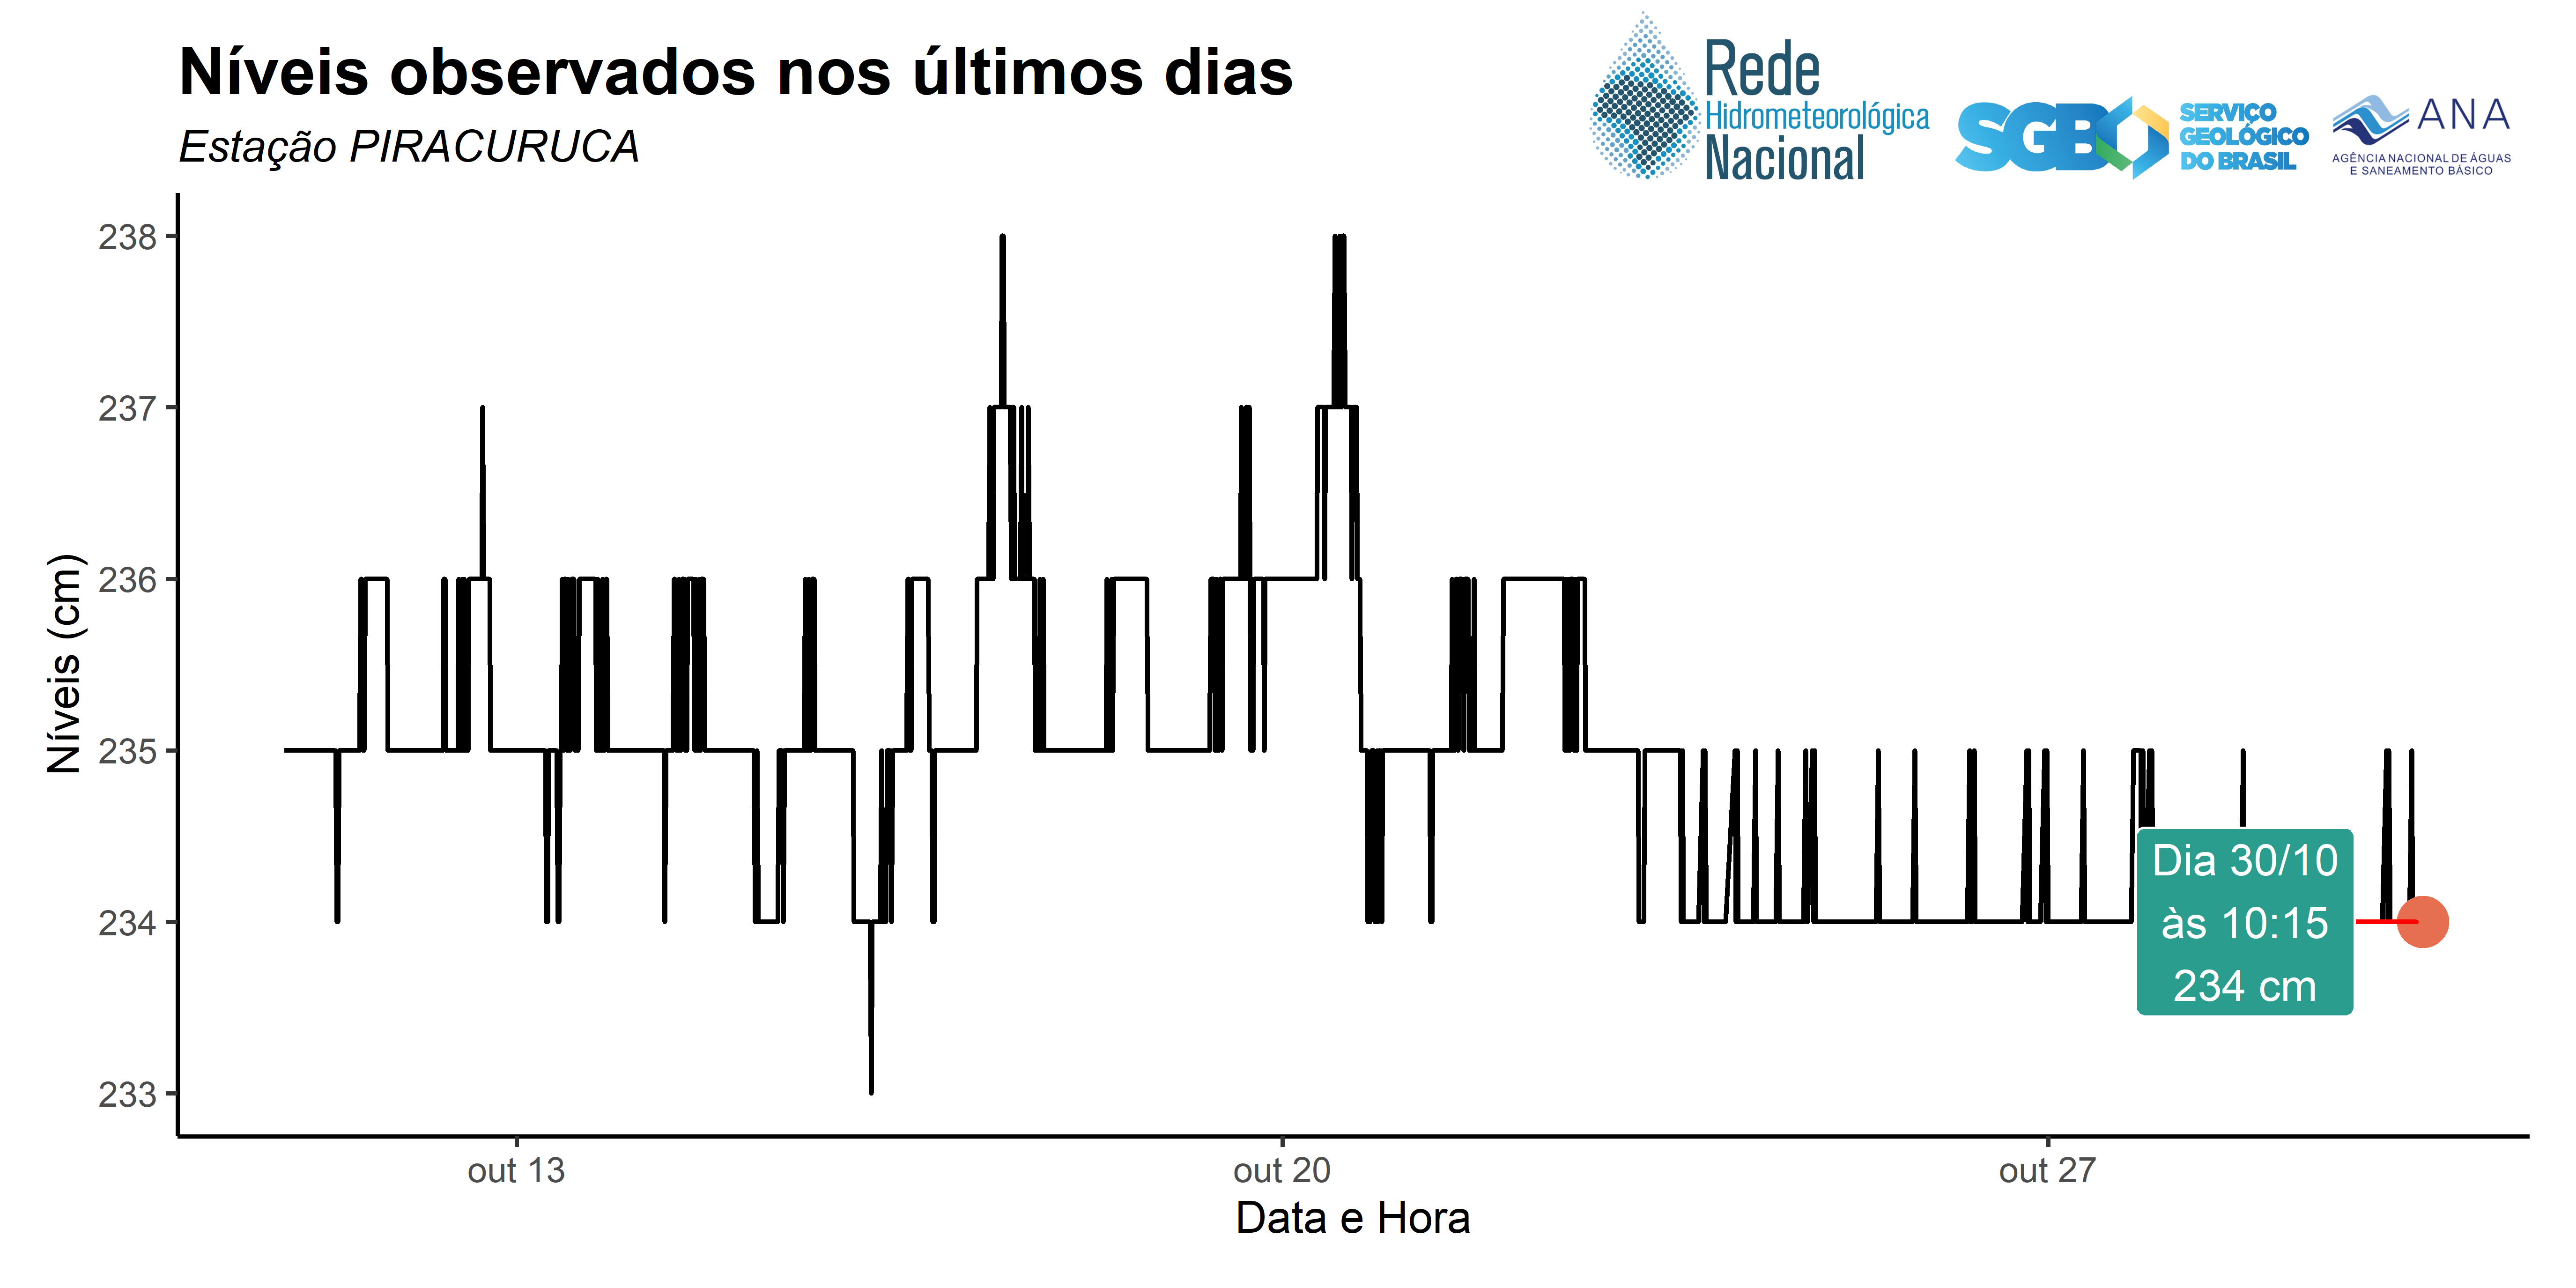 Níveis observados nos últimos dias
Estação PIRACURUCA
Rede
Hidrometeorológica
Nacional
SGB
SERVIÇO
GEOLÓGICO
DO BRASIL
ANA
AGÊNCIA NACIONAL DE ÁGUAS
E SANEAMENTO BÁSICO
238
237
236
235
234
233
Níveis (cm)
Dia 30/10
às 10:15
234 cm
out 13
out 20
out 27
Data e Hora